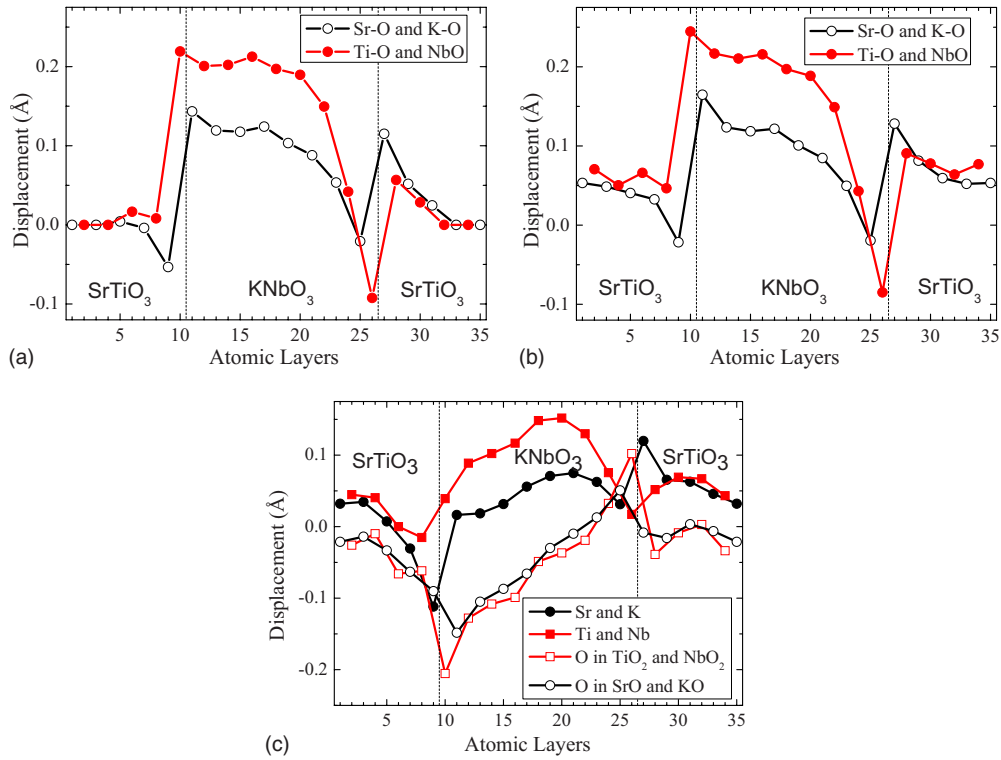 Sr-O and K-O
Ti-O and NbO
0.2
0.1
0.0
-0.1
Displacement (Å)
SrTiO3
KNbO3
SrTiO3
5 10 15 20 25 30 35
Atomic Layers
(a)
Sr-O and K-O
Ti-O and NbO
0.2
0.1
0.0
-0.1
Displacement (Å)
SrTiO3
KNbO3
SrTiO3
5 10 15 20 25 30 35
Atomic Layers
(b)
SrTiO3
KNbO3
SrTiO3
0.1
0.0
-0.1
-0.2
Displacement (Å)
Sr and K
Ti and Nb
O in TiO2 and NbO2
O in SrO and KO
5 10 15 20 25 30 35
Atomic Layers
(c)